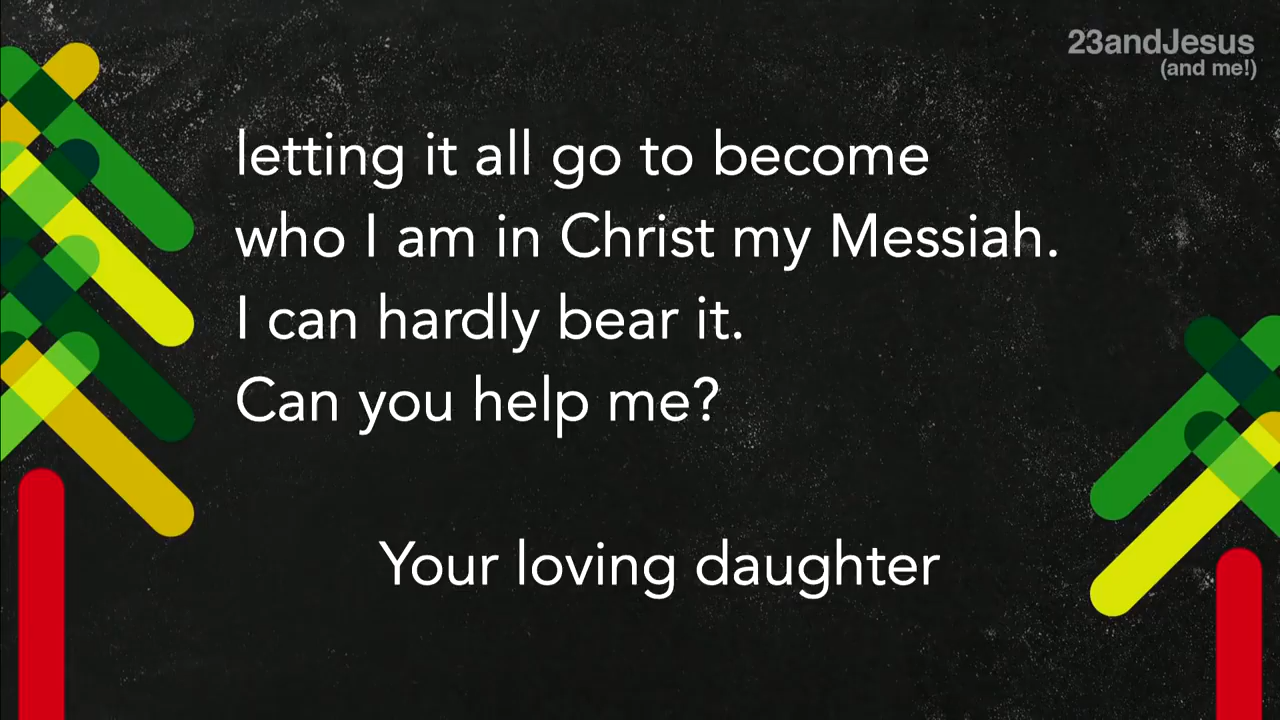 23andJesus
(and me!)
letting it all go to become
who I am in Christ my Messiah.
I can hardly bear it.
Can you help me?
Your loving daughter